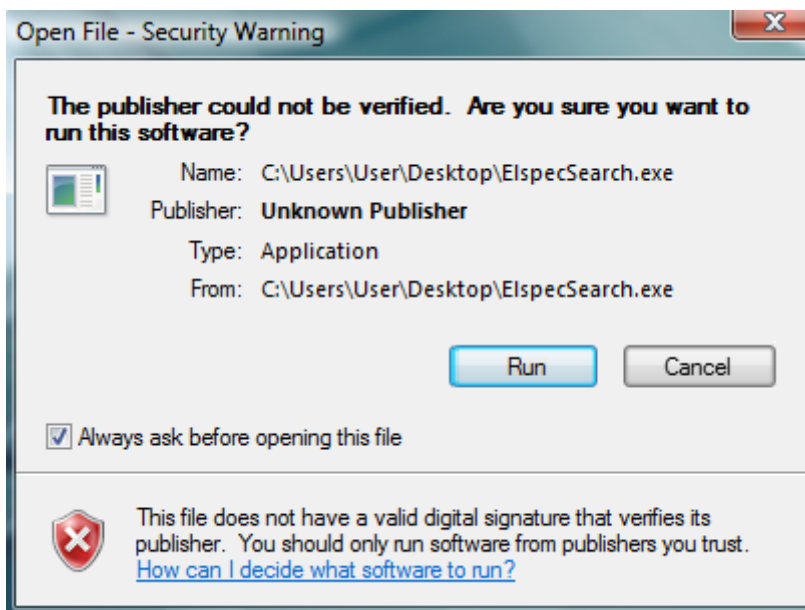 Open File - Security Warning
The publisher could not be verified. Are you sure you want to
run this software?
Name: C:\Users\User\Desktop\ElspecSearch.exe
Publisher: Unknown Publisher
Type: Application
From: C:\Users\User\Desktop\ElspecSearch.exe
Run Cancel
Always ask before opening this file
This file does not have a valid digital signature that verifies its
publisher. You should only run software from publishers you trust.
How can I decide what software to run?